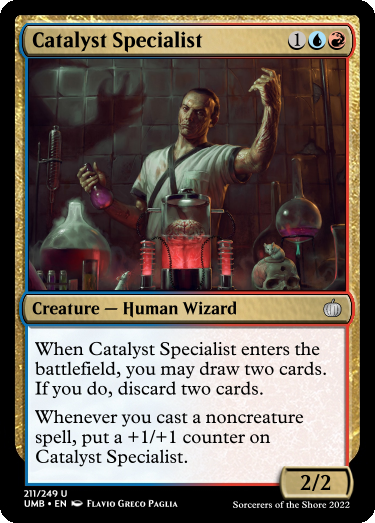 Catalyst Specialist 1
Creature — Human Wizard
When Catalyst Specialist enters the
battlefield, you may draw two cards.
If you do, discard two cards.
Whenever you cast a noncreature
spell, put a +1/+1 counter on
Catalyst Specialist.
2/2
211/249 U
UMB • EN Flavio Greco Paglia
Sorcerers of the Shore 2022